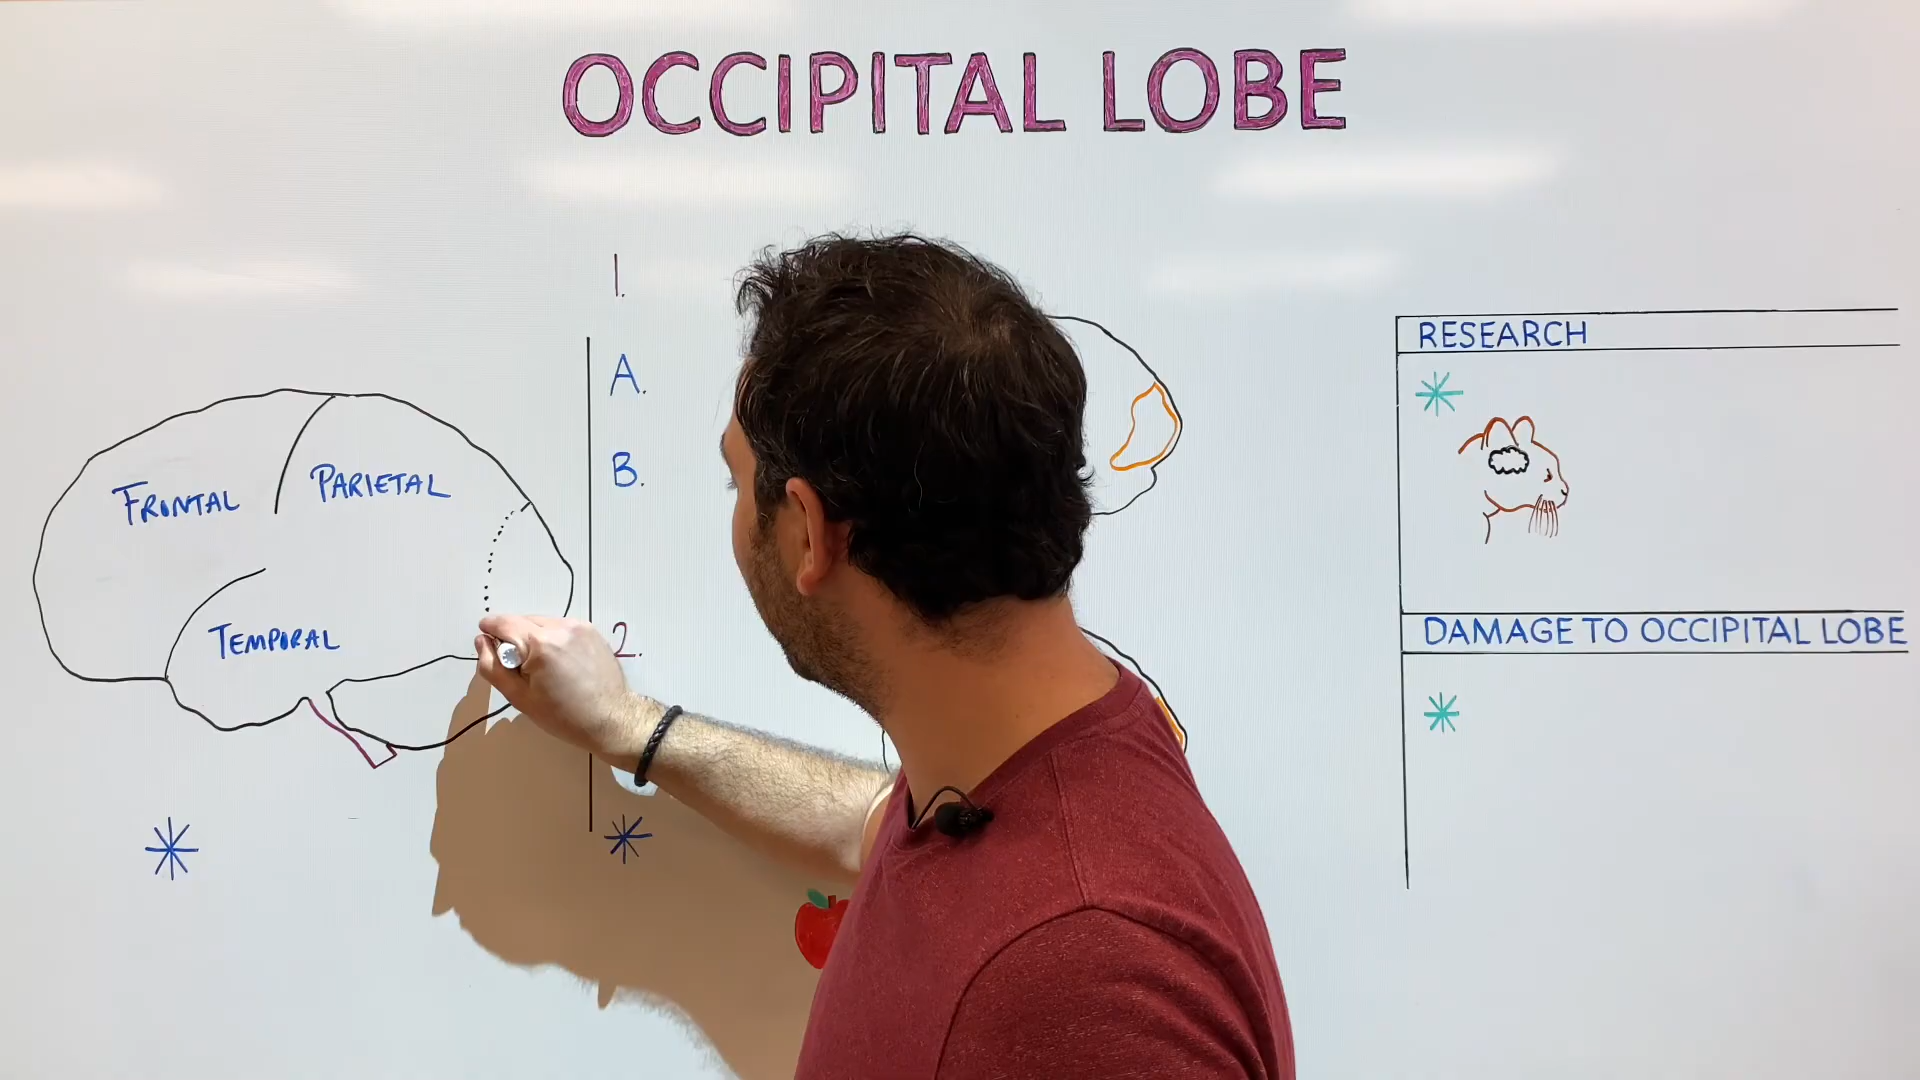 OCCIPITAL LOBE
FRONTAL
PARIETAL
TEMPORAL
1.
A.
B.
2.
RESEARCH
DAMAGE TO OCCIPITAL LOBE